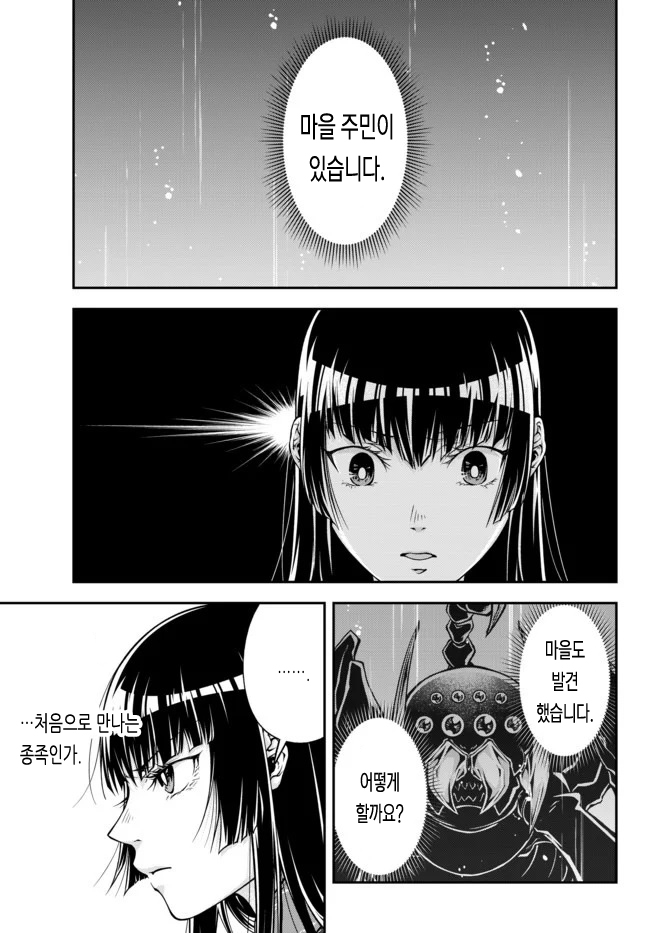 마을 주민이
있습니다.
마을도
발견
했습니다.
어떻게
할까요?
…….
…처음으로 만나는
종족인가.